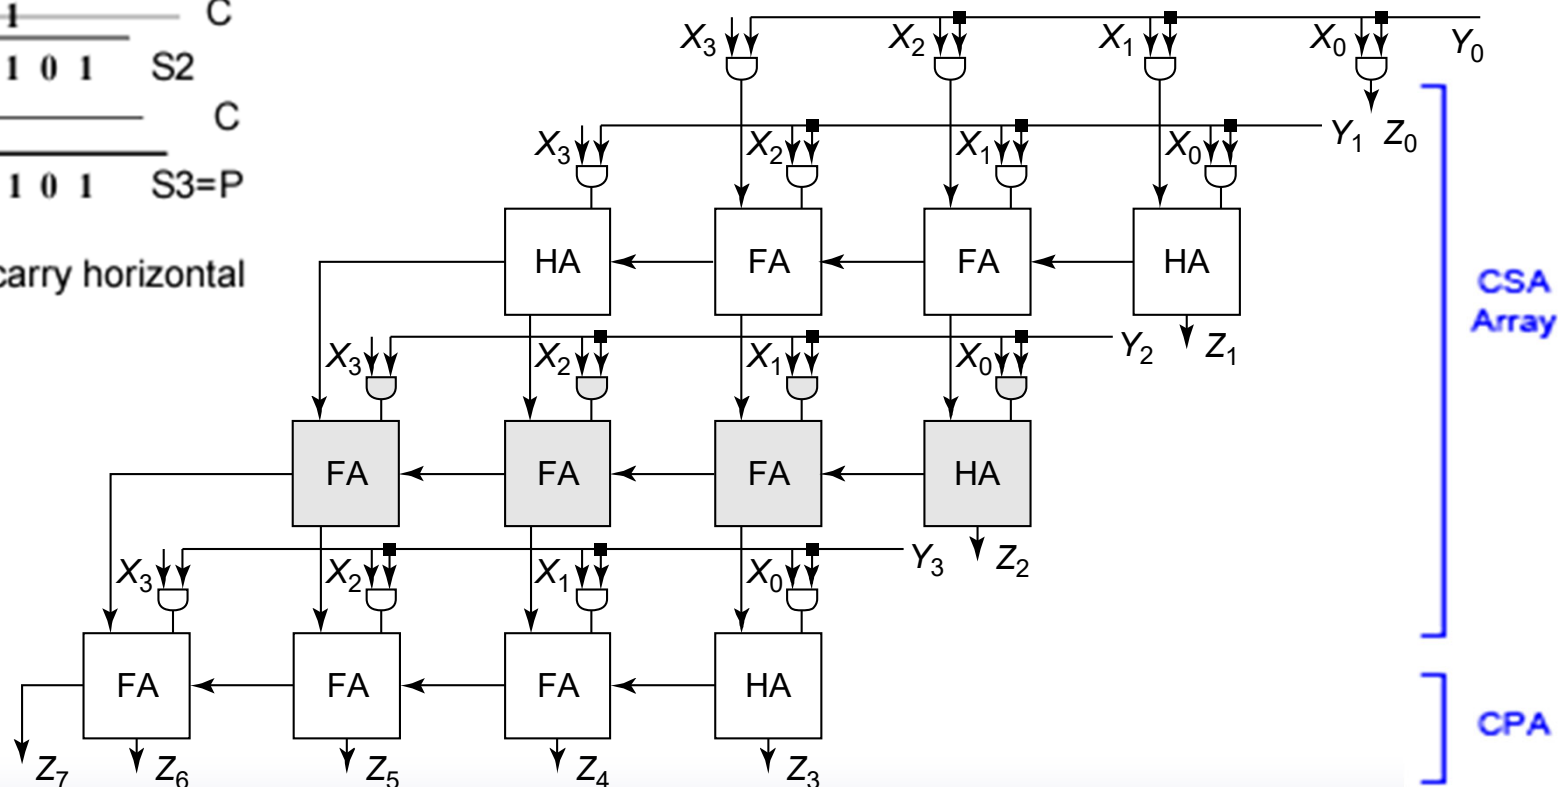 1 C
X3 X2 X1 X0 Y0
1 0 1 S2
C
X3 X2 X1 X0 Y1 Z0
1 0 1 S3=P
HA FA FA HA
carry horizontal
CSA
Array
X3 X2 X1 X0 Y2 Z1
FA FA FA HA
X3 X2 X1 X0 Y3 Z2
FA FA FA HA
CPA
Z7 Z6 Z5 Z4 Z3